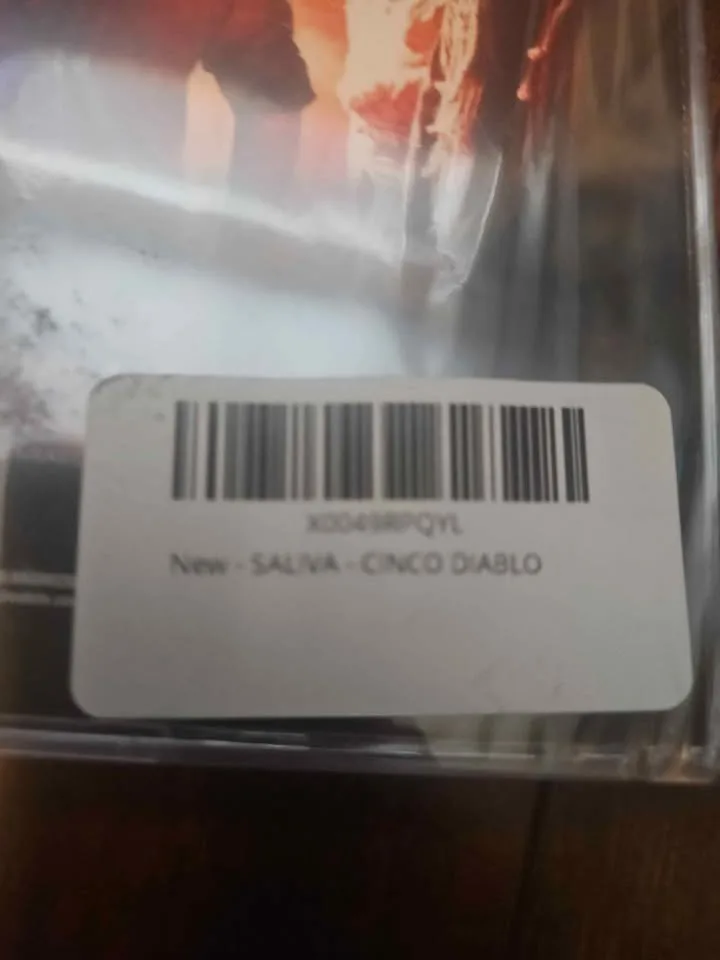 X0049RPQYL
New - SALIVA - CINCO DIABLO